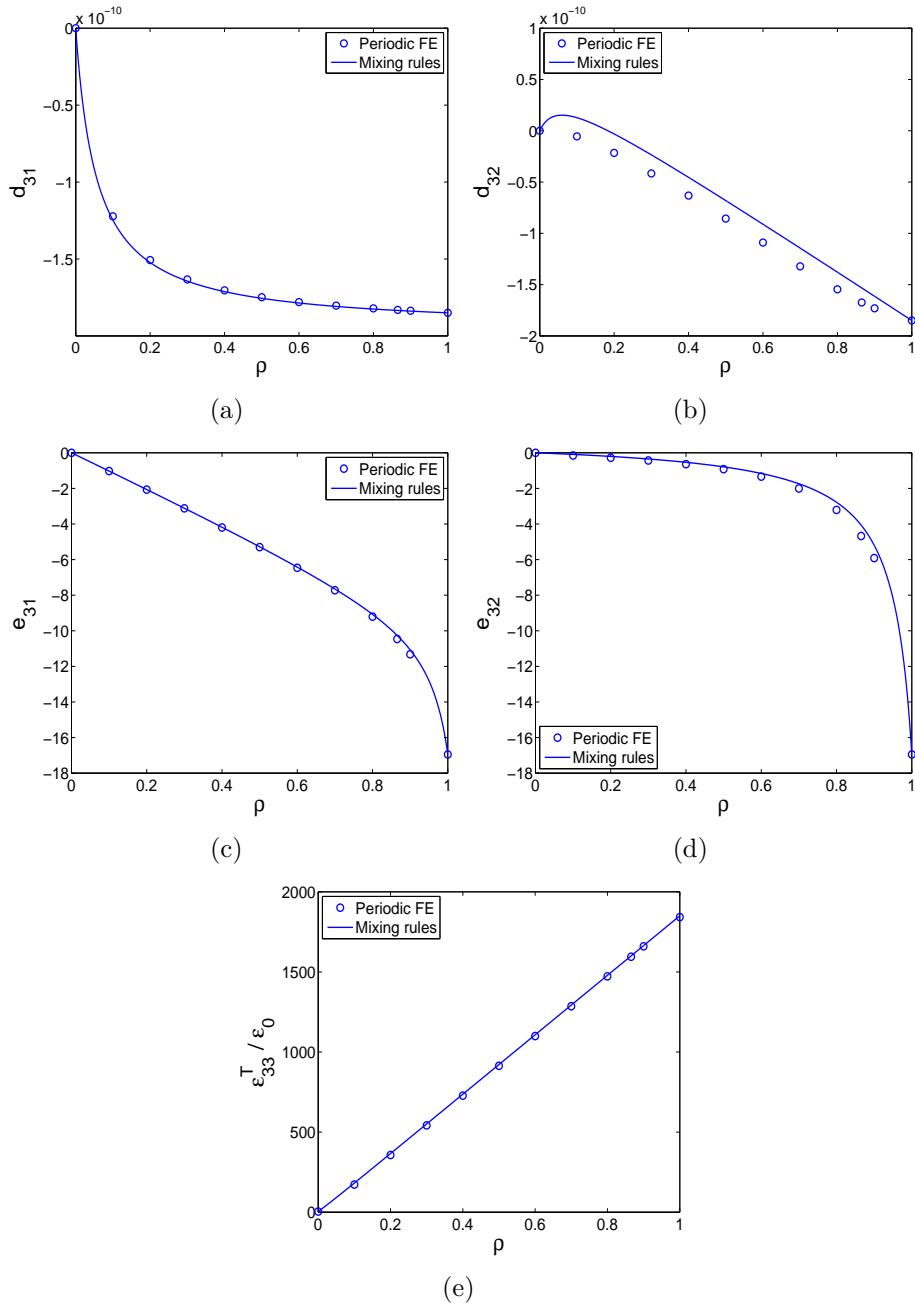 x 10⁻¹⁰
0
−0.5
−1
−1.5
d₃₁
0 0.2 0.4 0.6 0.8 1
ρ
Periodic FE
Mixing rules
(a)
x 10⁻¹⁰
1
0.5
0
−0.5
−1
−1.5
−2
d₃₂
0 0.2 0.4 0.6 0.8 1
ρ
Periodic FE
Mixing rules
(b)
0
−2
−4
−6
−8
−10
−12
−14
−16
−18
e₃₁
0 0.2 0.4 0.6 0.8 1
ρ
Periodic FE
Mixing rules
(c)
0
−2
−4
−6
−8
−10
−12
−14
−16
−18
e₃₂
0 0.2 0.4 0.6 0.8 1
ρ
Periodic FE
Mixing rules
(d)
2000
1500
1000
500
0
ε₃₃ᵀ / ε₀
0 0.2 0.4 0.6 0.8 1
ρ
Periodic FE
Mixing rules
(e)